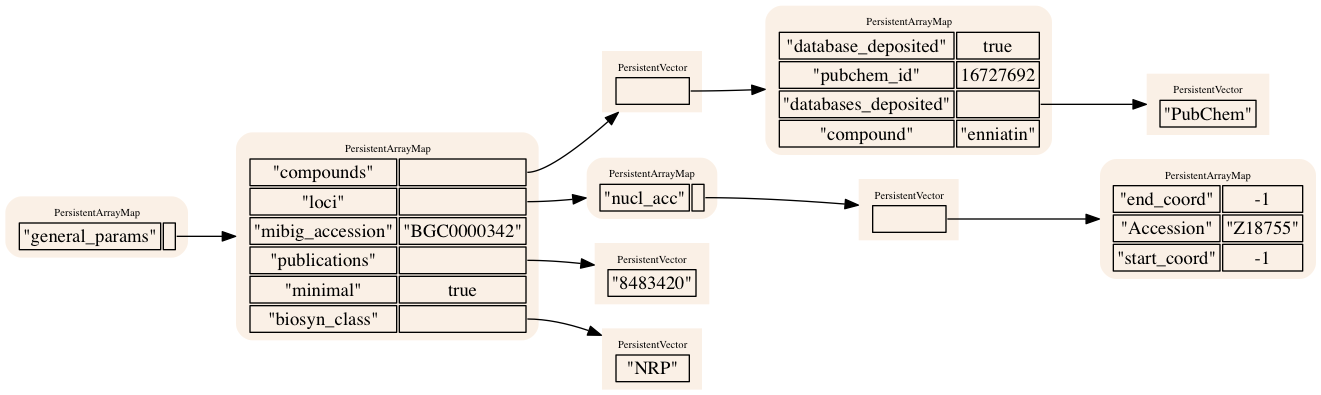 PersistentArrayMap
"general_params"
PersistentArrayMap
"compounds"
"loci"
"mibig_accession" "BGC0000342"
"publications"
"minimal" true
"biosyn_class"
PersistentVector
PersistentArrayMap
"database_deposited" true
"pubchem_id" 16727692
"databases_deposited"
"compound" "enniatin"
PersistentVector
"PubChem"
PersistentArrayMap
"nucl_acc"
PersistentVector
PersistentArrayMap
"end_coord" -1
"Accession" "Z18755"
"start_coord" -1
PersistentVector
"8483420"
PersistentVector
"NRP"